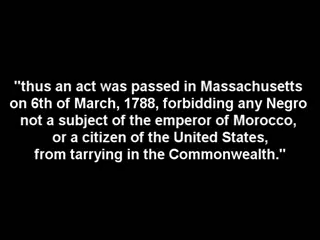 "thus an act was passed in Massachusetts
on 6th of March, 1788, forbidding any Negro
not a subject of the emperor of Morocco,
or a citizen of the United States,
from tarrying in the Commonwealth."